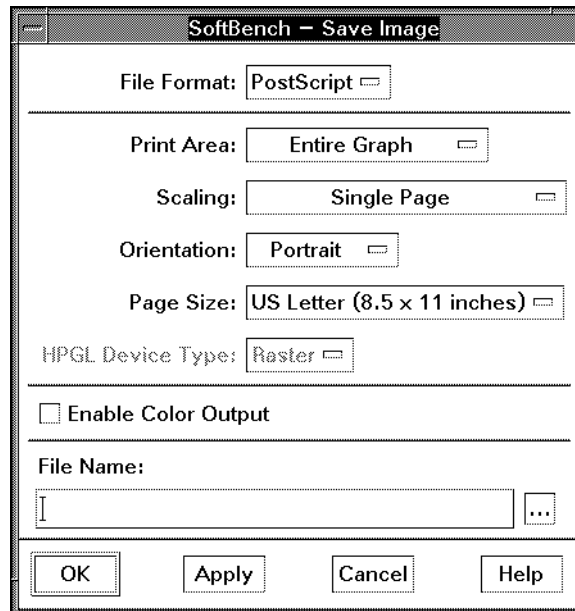 SoftBench – Save Image
File Format: PostScript
Print Area: Entire Graph
Scaling: Single Page
Orientation: Portrait
Page Size: US Letter (8.5 x 11 inches)
HPGL Device Type: Raster
Enable Color Output
File Name:
...
OK Apply Cancel Help